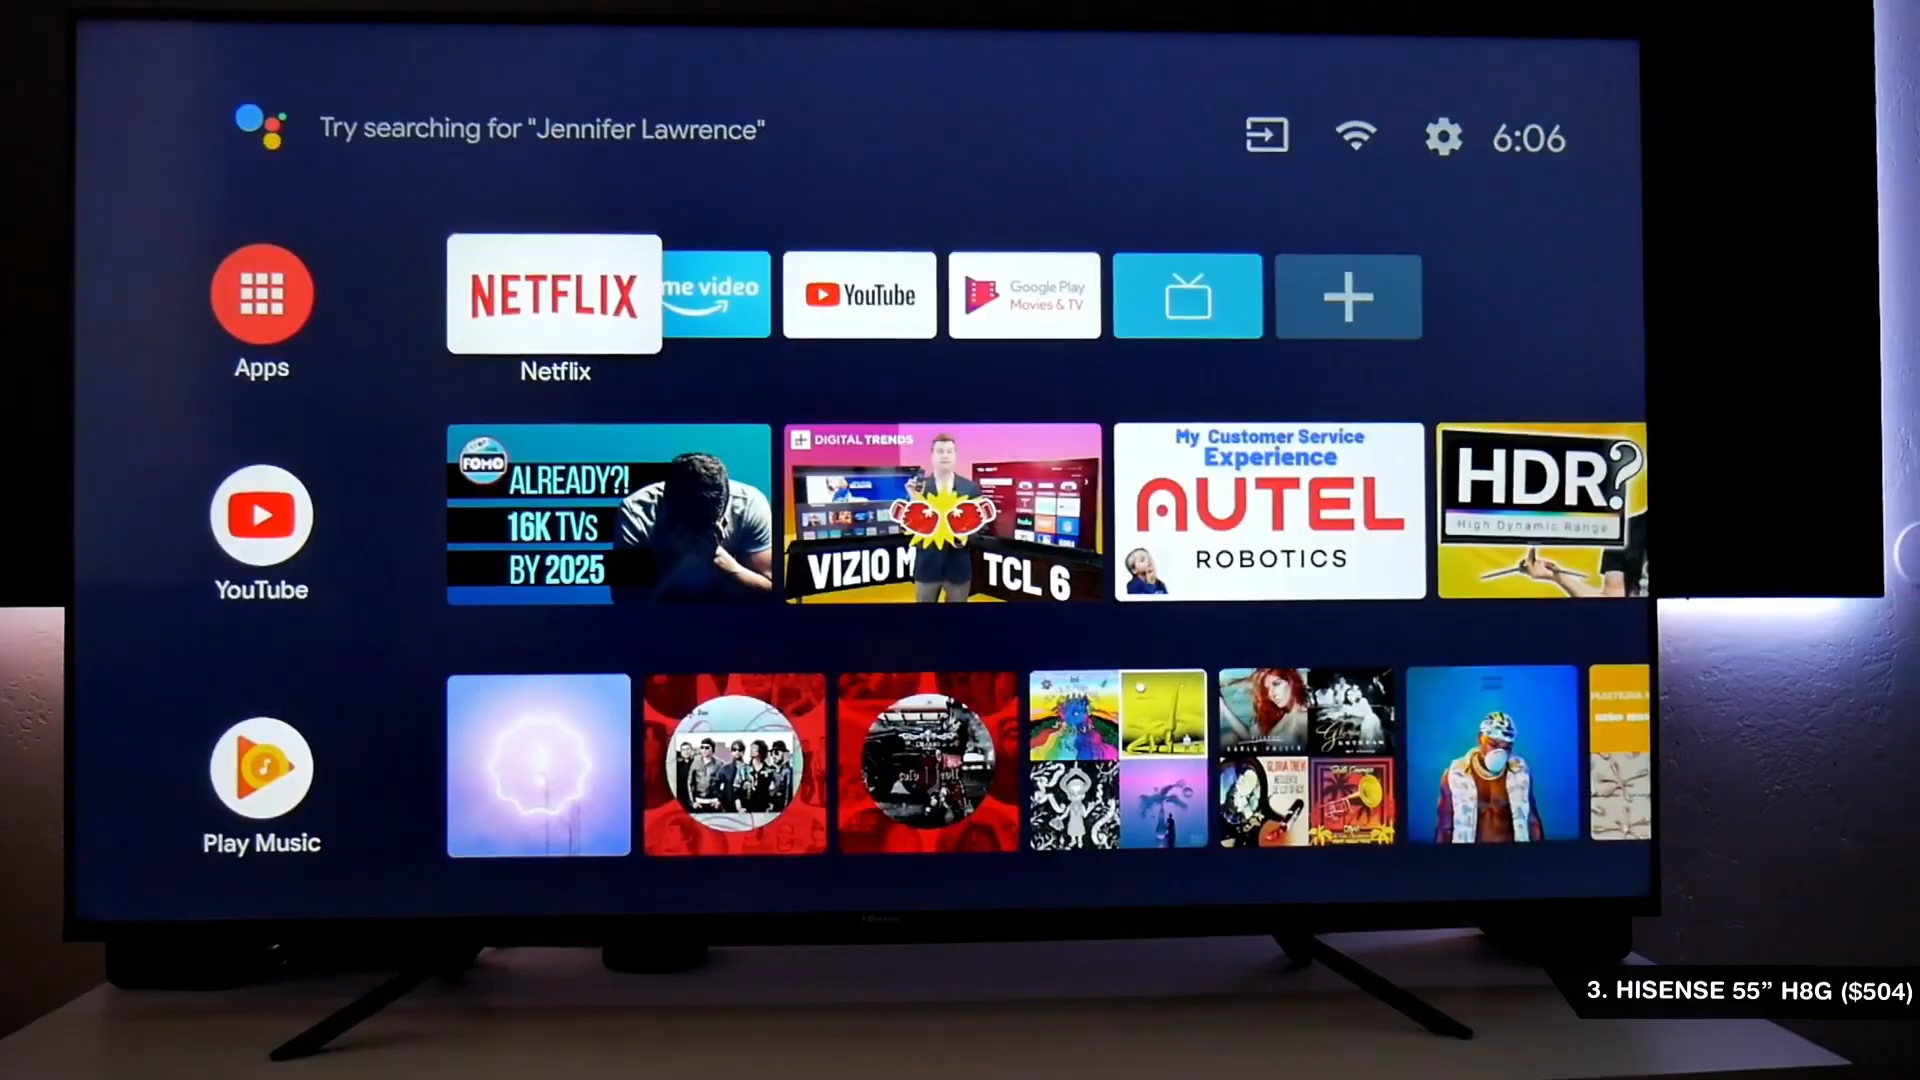 Try searching for "Jennifer Lawrence"
6:06
Apps
NETFLIX
Netflix
me video
YouTube
Google Play
Movies & TV
YouTube
FOMO
ALREADY?!
16K TVs
BY 2025
DIGITAL TRENDS
VIZIO M
TCL 6
My Customer Service
Experience
AUTEL
ROBOTICS
HDR?
High Dynamic Range
Play Music
GLORIA TREVI
3. HISENSE 55” H8G ($504)